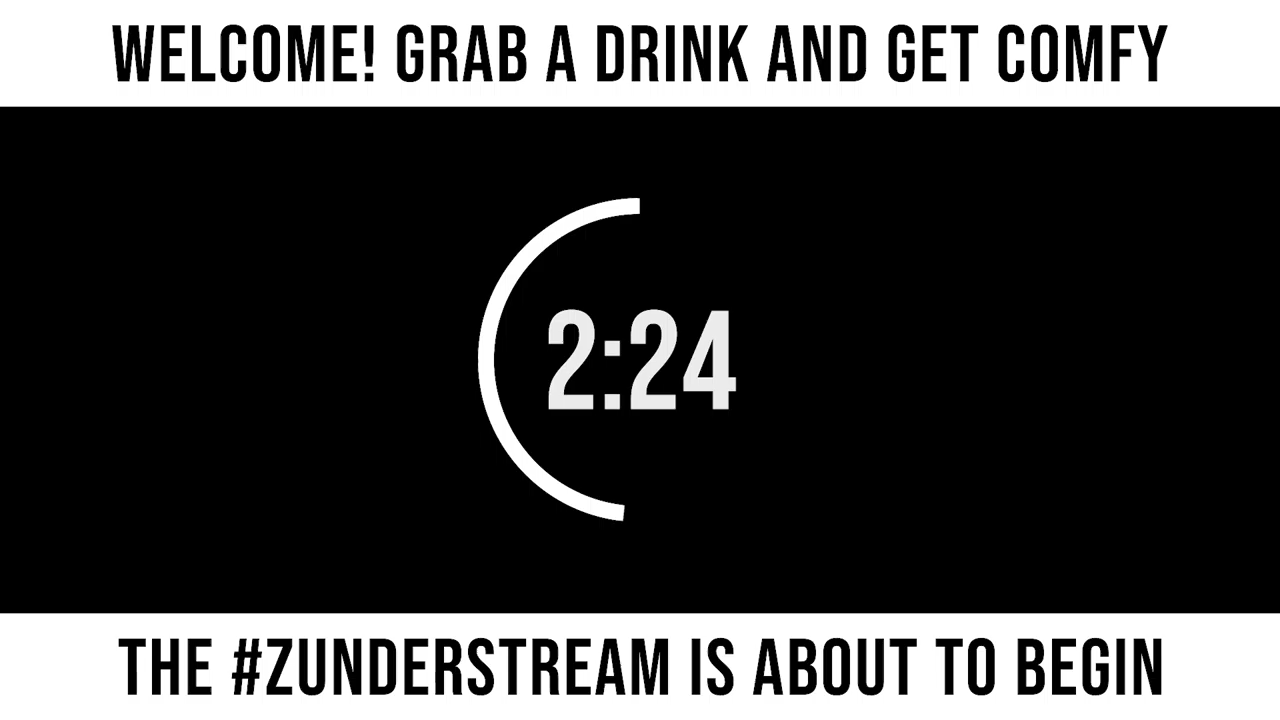 WELCOME! GRAB A DRINK AND GET COMFY
2:24
THE #ZUNDERSTREAM IS ABOUT TO BEGIN